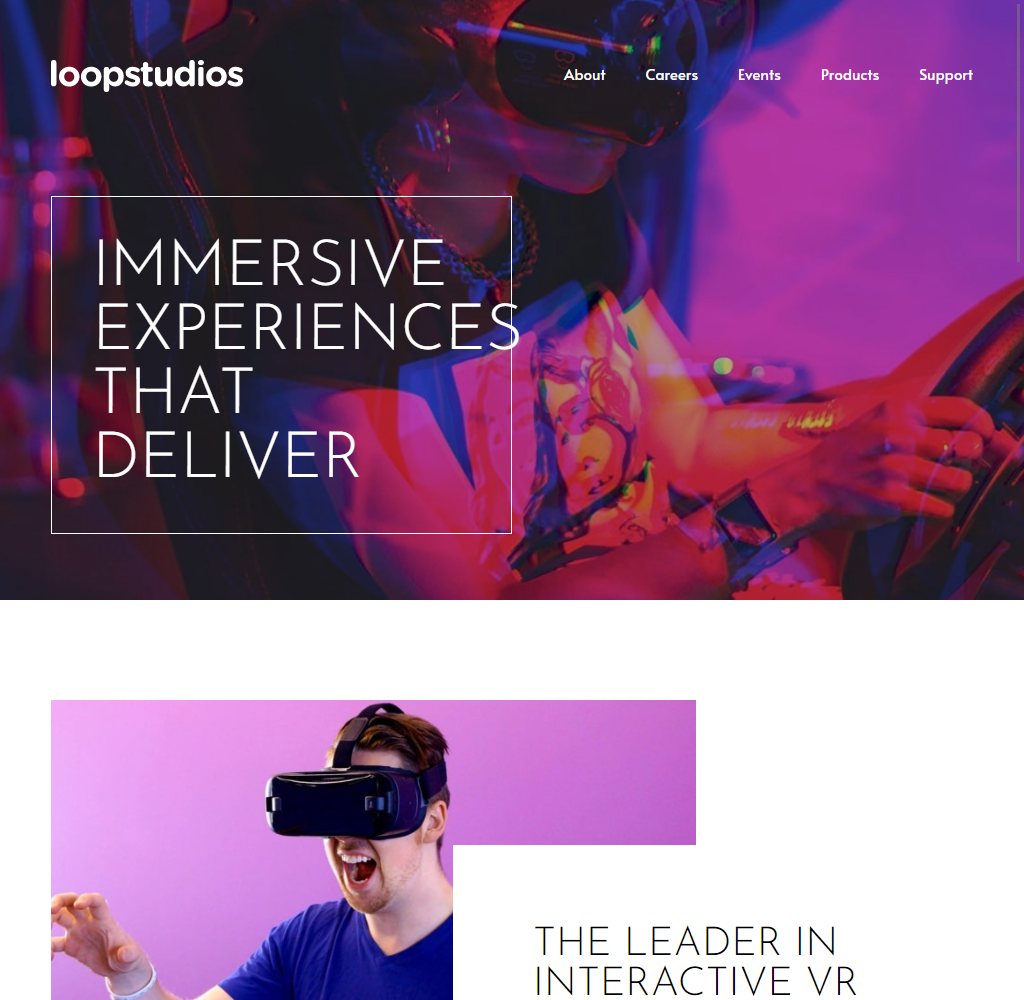 loopstudios
About Careers Events Products Support
IMMERSIVE
EXPERIENCES
THAT
DELIVER
THE LEADER IN
INTERACTIVE VR